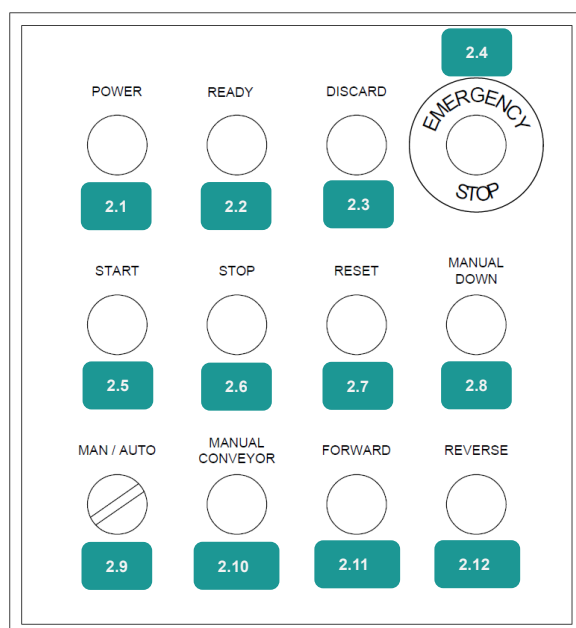 2.4
EMERGENCY
STOP
POWER READY DISCARD
2.1 2.2 2.3
START STOP RESET MANUAL
DOWN
2.5 2.6 2.7 2.8
MAN / AUTO MANUAL
CONVEYOR FORWARD REVERSE
2.9 2.10 2.11 2.12